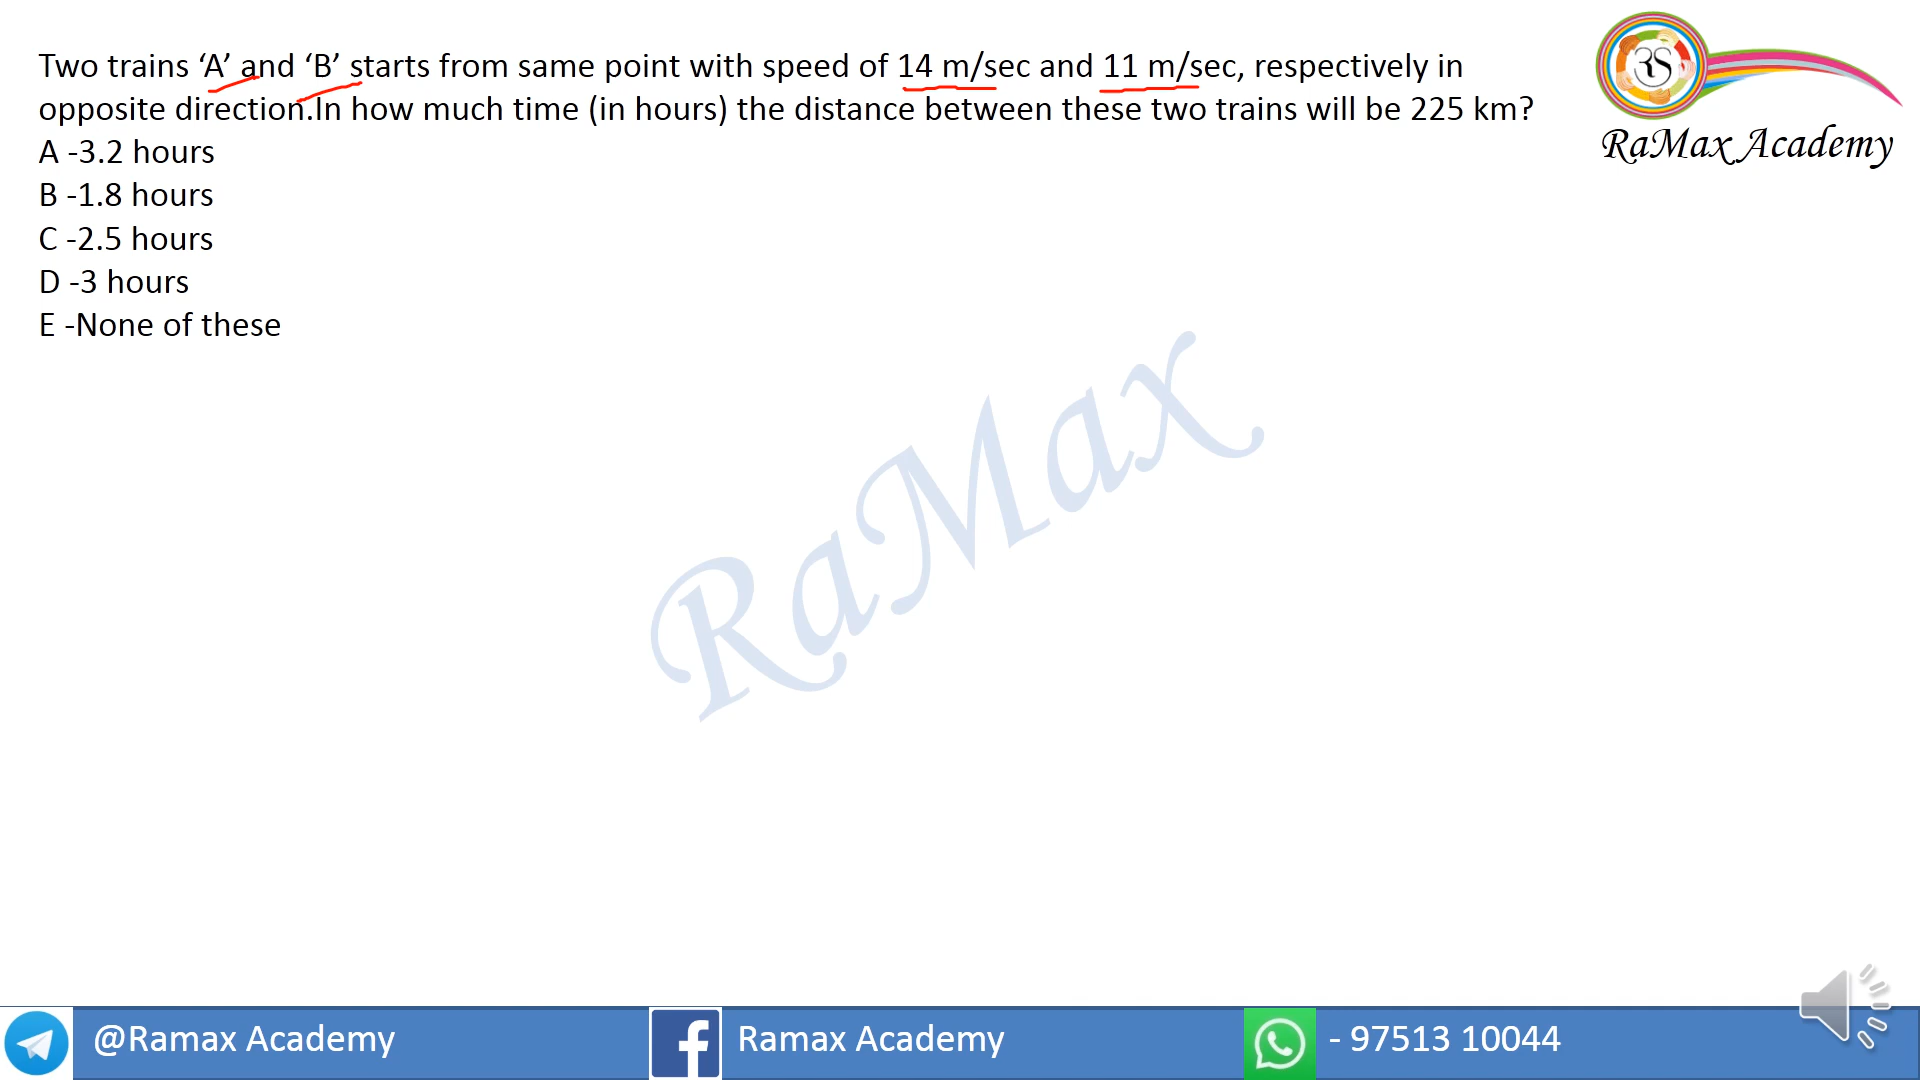 Two trains ‘A’ and ‘B’ starts from same point with speed of 14 m/sec and 11 m/sec, respectively in
opposite direction.In how much time (in hours) the distance between these two trains will be 225 km?
A -3.2 hours
B -1.8 hours
C -2.5 hours
D -3 hours
E -None of these
RS
RaMax Academy
RaMax
@Ramax Academy
Ramax Academy
- 97513 10044